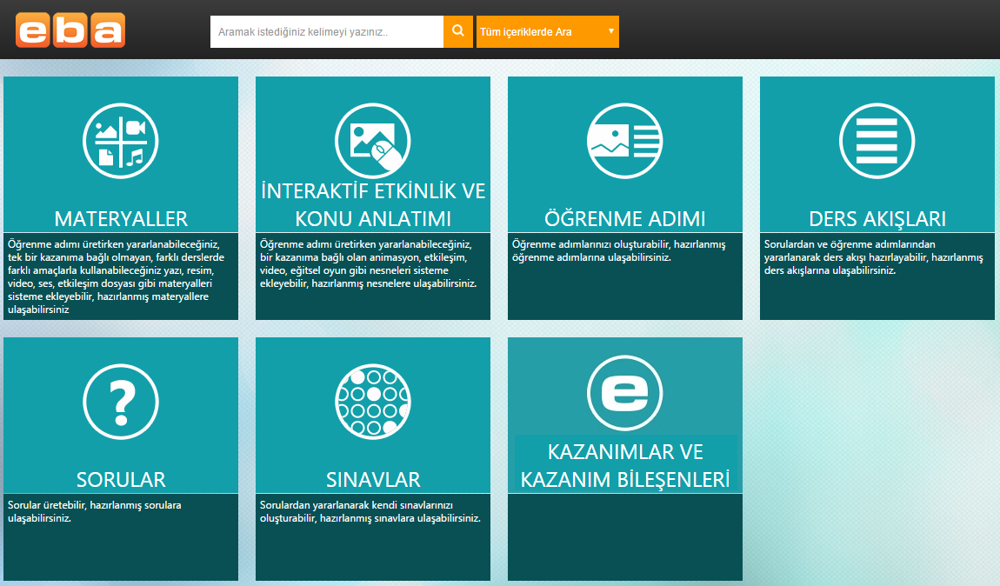 eba
Aramak istediğiniz kelimeyi yazınız..
Tüm içeriklerde Ara
MATERYALLER
Öğrenme adımı üretirken yararlanabileceğiniz,
tek bir kazanıma bağlı olmayan, farklı derslerde
farklı amaçlarla kullanabileceğiniz yazı, resim,
video, ses, etkileşim dosyası gibi materyalleri
sisteme ekleyebilir, hazırlanmış materyallere
ulaşabilirsiniz
İNTERAKTİF ETKİNLİK VE
KONU ANLATIMI
Öğrenme adımı üretirken yararlanabileceğiniz,
bir kazanıma bağlı olan animasyon, etkileşim,
video, eğitsel oyun gibi nesneleri sisteme
ekleyebilir, hazırlanmış nesnelere ulaşabilirsiniz.
ÖĞRENME ADIMI
Öğrenme adımlarınızı oluşturabilir, hazırlanmış
öğrenme adımlarına ulaşabilirsiniz.
DERS AKIŞLARI
Sorulardan ve öğrenme adımlarından
yararlanarak ders akışı hazırlayabilir, hazırlanmış
ders akışlarına ulaşabilirsiniz.
?
SORULAR
Sorular üretebilir, hazırlanmış sorulara
ulaşabilirsiniz.
SINAVLAR
Sorulardan yararlanarak kendi sınavlarınızı
oluşturabilir, hazırlanmış sınavlara ulaşabilirsiniz.
e
KAZANIMLAR VE
KAZANIM BİLEŞENLERİ